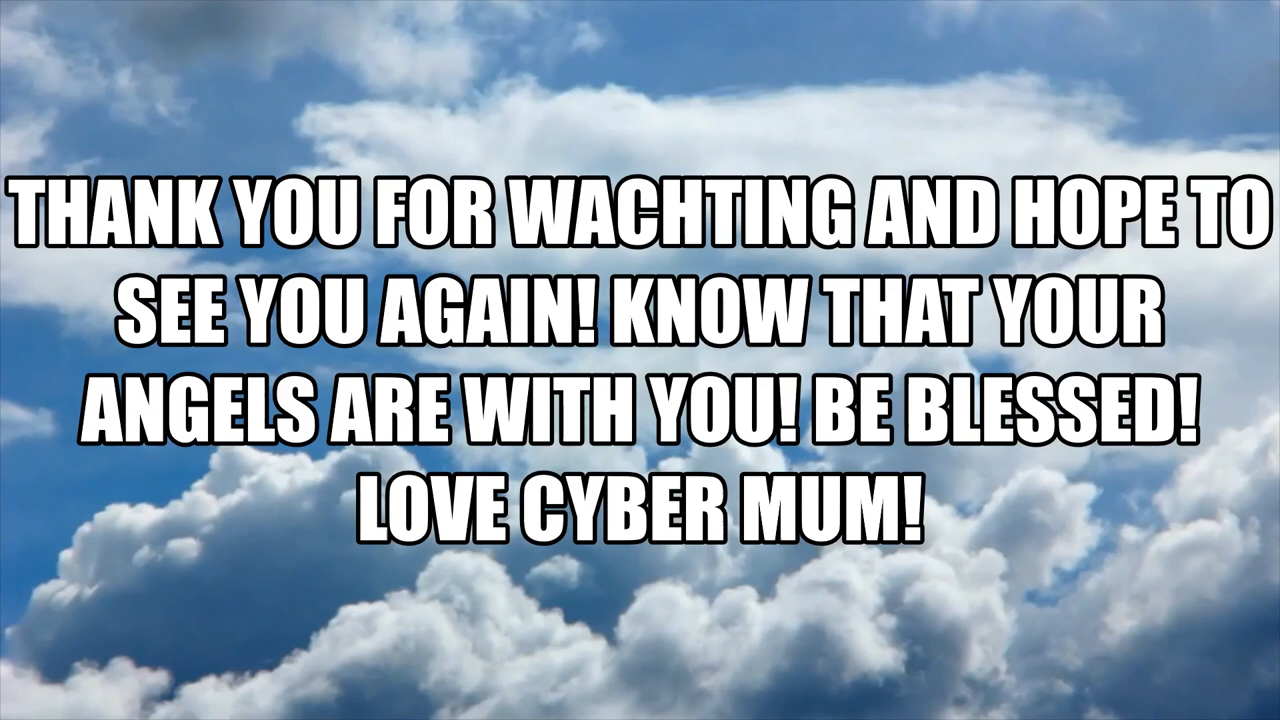 THANK YOU FOR WACHTING AND HOPE TO
SEE YOU AGAIN! KNOW THAT YOUR
ANGELS ARE WITH YOU! BE BLESSED!
LOVE CYBER MUM!